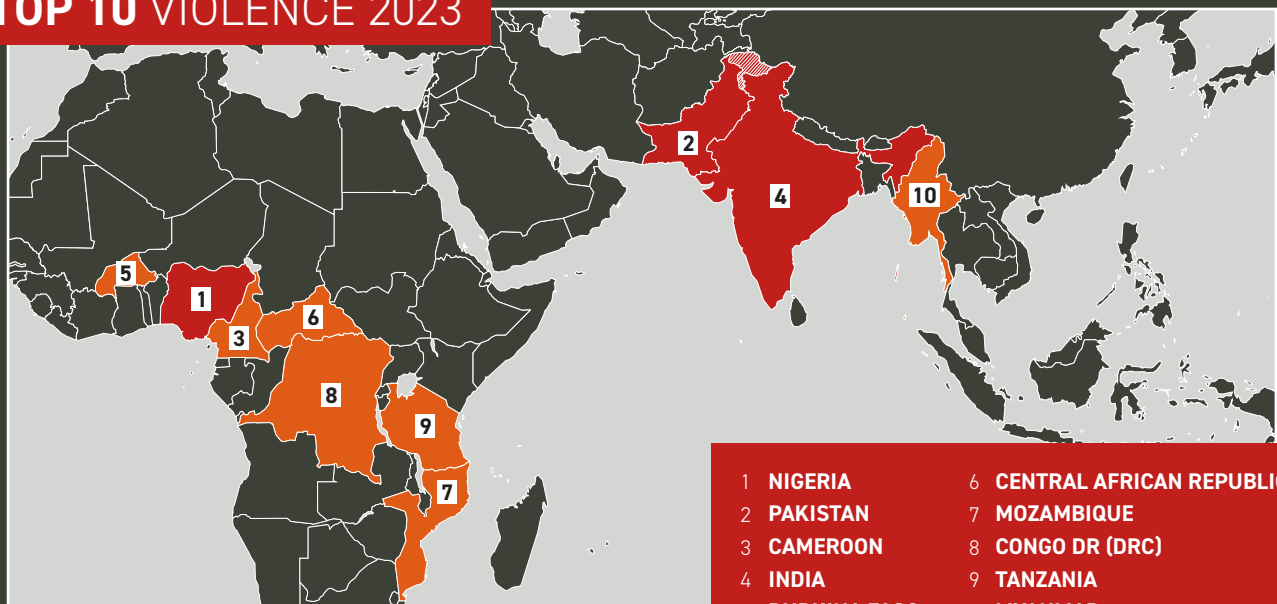 TOP 10 VIOLENCE 2023
2
4
10
5
1
6
3
8
9
7
1 NIGERIA
2 PAKISTAN
3 CAMEROON
4 INDIA
6 CENTRAL AFRICAN REPUBLIC
7 MOZAMBIQUE
8 CONGO DR (DRC)
9 TANZANIA